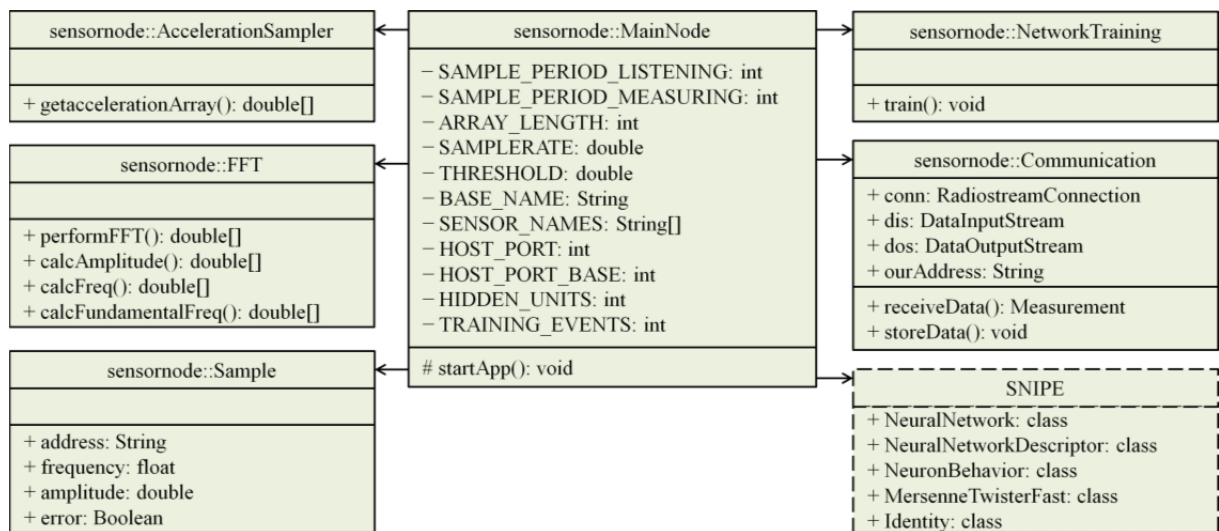 sensornode::AccelerationSampler
+ getaccelerationArray(): double[]
sensornode::FFT
+ performFFT(): double[]
+ calcAmplitude(): double[]
+ calcFreq(): double[]
+ calcFundamentalFreq(): double[]
sensornode::Sample
+ address: String
+ frequency: float
+ amplitude: double
+ error: Boolean
sensornode::MainNode
− SAMPLE_PERIOD_LISTENING: int
− SAMPLE_PERIOD_MEASURING: int
− ARRAY_LENGTH: int
− SAMPLERATE: double
− THRESHOLD: double
− BASE_NAME: String
− SENSOR_NAMES: String[]
− HOST_PORT: int
− HOST_PORT_BASE: int
− HIDDEN_UNITS: int
− TRAINING_EVENTS: int
# startApp(): void
sensornode::NetworkTraining
+ train(): void
sensornode::Communication
+ conn: RadiostreamConnection
+ dis: DataInputStream
+ dos: DataOutputStream
+ ourAddress: String
+ receiveData(): Measurement
+ storeData(): void
SNIPE
+ NeuralNetwork: class
+ NeuralNetworkDescriptor: class
+ NeuronBehavior: class
+ MersenneTwisterFast: class
+ Identity: class